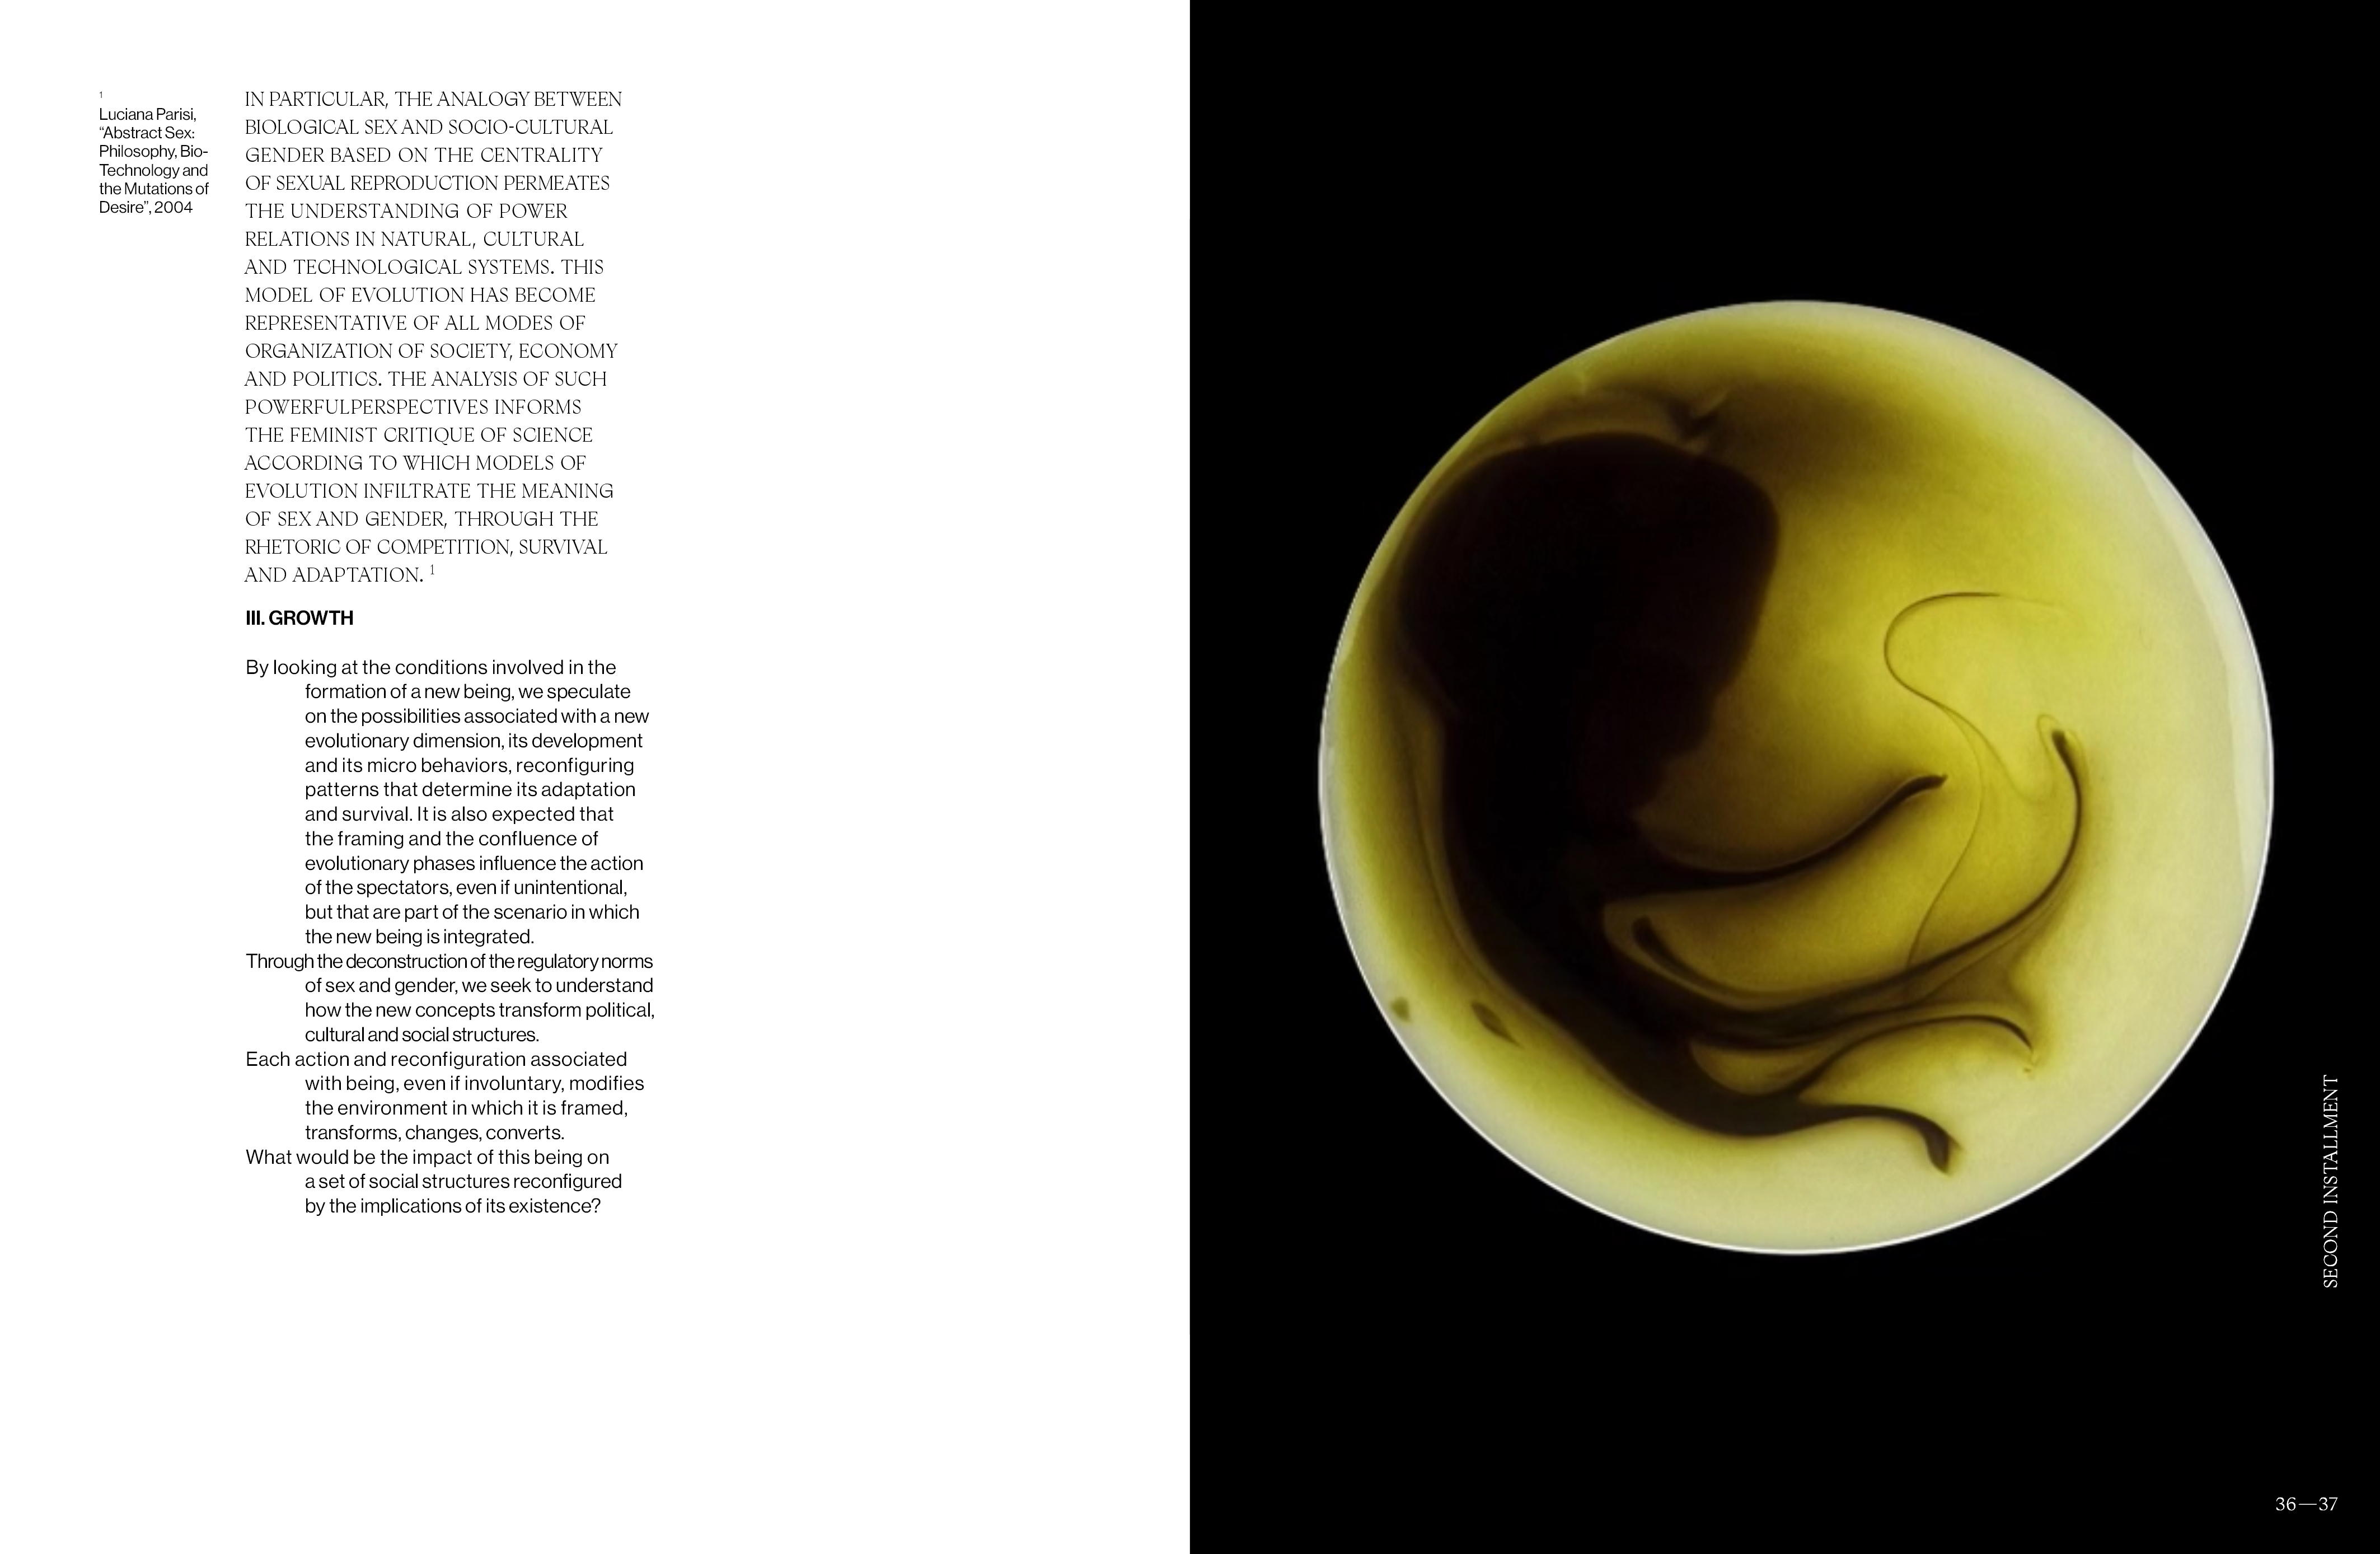 1
Luciana Parisi,
“Abstract Sex:
Philosophy, Bio-
Technology and
the Mutations of
Desire”, 2004
IN PARTICULAR, THE ANALOGY BETWEEN
BIOLOGICAL SEX AND SOCIO-CULTURAL
GENDER BASED ON THE CENTRALITY
OF SEXUAL REPRODUCTION PERMEATES
THE UNDERSTANDING OF POWER
RELATIONS IN NATURAL, CULTURAL
AND TECHNOLOGICAL SYSTEMS. THIS
MODEL OF EVOLUTION HAS BECOME
REPRESENTATIVE OF ALL MODES OF
ORGANIZATION OF SOCIETY, ECONOMY
AND POLITICS. THE ANALYSIS OF SUCH
POWERFULPERSPECTIVES INFORMS
THE FEMINIST CRITIQUE OF SCIENCE
ACCORDING TO WHICH MODELS OF
EVOLUTION INFILTRATE THE MEANING
OF SEX AND GENDER, THROUGH THE
RHETORIC OF COMPETITION, SURVIVAL
AND ADAPTATION. 1
III. GROWTH
By looking at the conditions involved in the
formation of a new being, we speculate
on the possibilities associated with a new
evolutionary dimension, its development
and its micro behaviors, reconfiguring
patterns that determine its adaptation
and survival. It is also expected that
the framing and the confluence of
evolutionary phases influence the action
of the spectators, even if unintentional,
but that are part of the scenario in which
the new being is integrated.
Through the deconstruction of the regulatory norms
of sex and gender, we seek to understand
how the new concepts transform political,
cultural and social structures.
Each action and reconfiguration associated
with being, even if involuntary, modifies
the environment in which it is framed,
transforms, changes, converts.
What would be the impact of this being on
a set of social structures reconfigured
by the implications of its existence?
SECOND INSTALLMENT
36—37